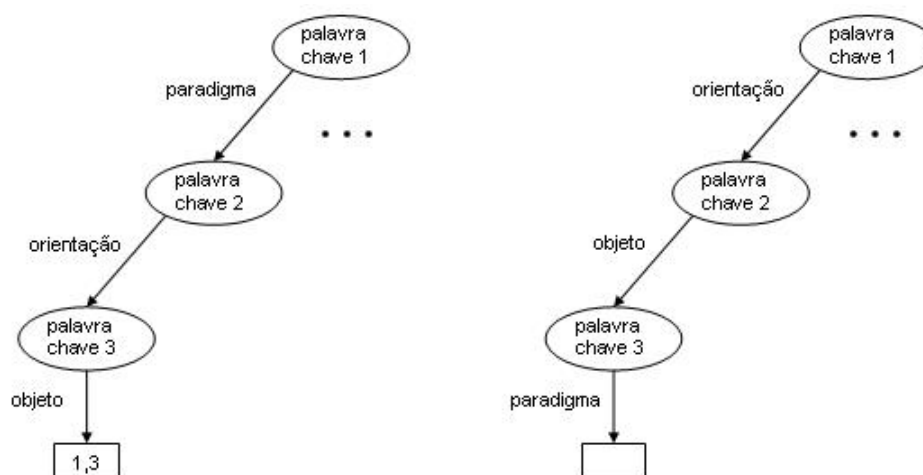 palavra
chave 1
paradigma
. . .
palavra
chave 2
orientação
palavra
chave 3
objeto
1,3
palavra
chave 1
orientação
. . .
palavra
chave 2
objeto
palavra
chave 3
paradigma